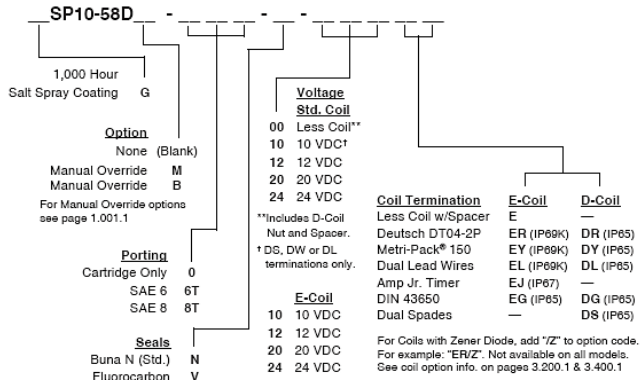 __SP10-58D__ - ___ ___ ___ - __ - ___ ___ ___ ___
1,000 Hour
Salt Spray Coating G
Option
None (Blank)
Manual Override M
Manual Override B
For Manual Override options
see page 1.001.1
Porting
Cartridge Only 0
SAE 6 6T
SAE 8 8T
Seals
Buna N (Std.) N
Fluorocarbon V
Voltage
Std. Coil
00 Less Coil**
10 10 VDC†
12 12 VDC
20 20 VDC
24 24 VDC
**Includes D-Coil
Nut and Spacer.
† DS, DW or DL
terminations only.
E-Coil
10 10 VDC
12 12 VDC
20 20 VDC
24 24 VDC
Coil Termination E-Coil D-Coil
Less Coil w/Spacer E —
Deutsch DT04-2P ER (IP69K) DR (IP65)
Metri-Pack® 150 EY (IP69K) DY (IP65)
Dual Lead Wires EL (IP69K) DL (IP65)
Amp Jr. Timer EJ (IP67) —
DIN 43650 EG (IP65) DG (IP65)
Dual Spades — DS (IP65)
For Coils with Zener Diode, add "/Z" to option code.
For example: "ER/Z". Not available on all models.
See coil option info. on pages 3.200.1 & 3.400.1